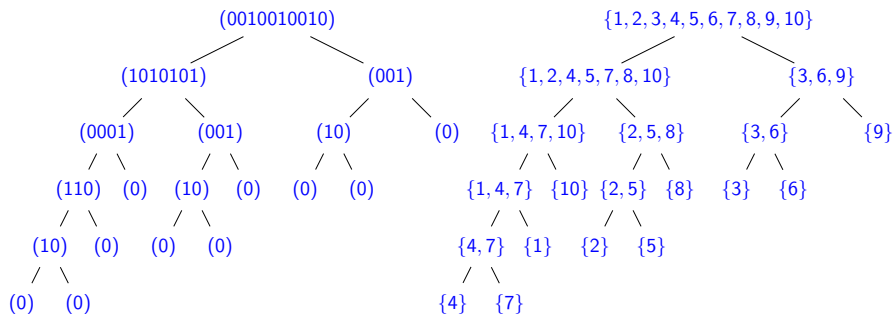 (0010010010) {1, 2, 3, 4, 5, 6, 7, 8, 9, 10}
(1010101) (001) {1, 2, 4, 5, 7, 8, 10} {3, 6, 9}
(0001) (001) (10) (0) {1, 4, 7, 10} {2, 5, 8} {3, 6} {9}
(110) (0) (10) (0) (0) (0) {1, 4, 7} {10} {2, 5} {8} {3} {6}
(10) (0) (0) (0) {4, 7} {1} {2} {5}
(0) (0) {4} {7}